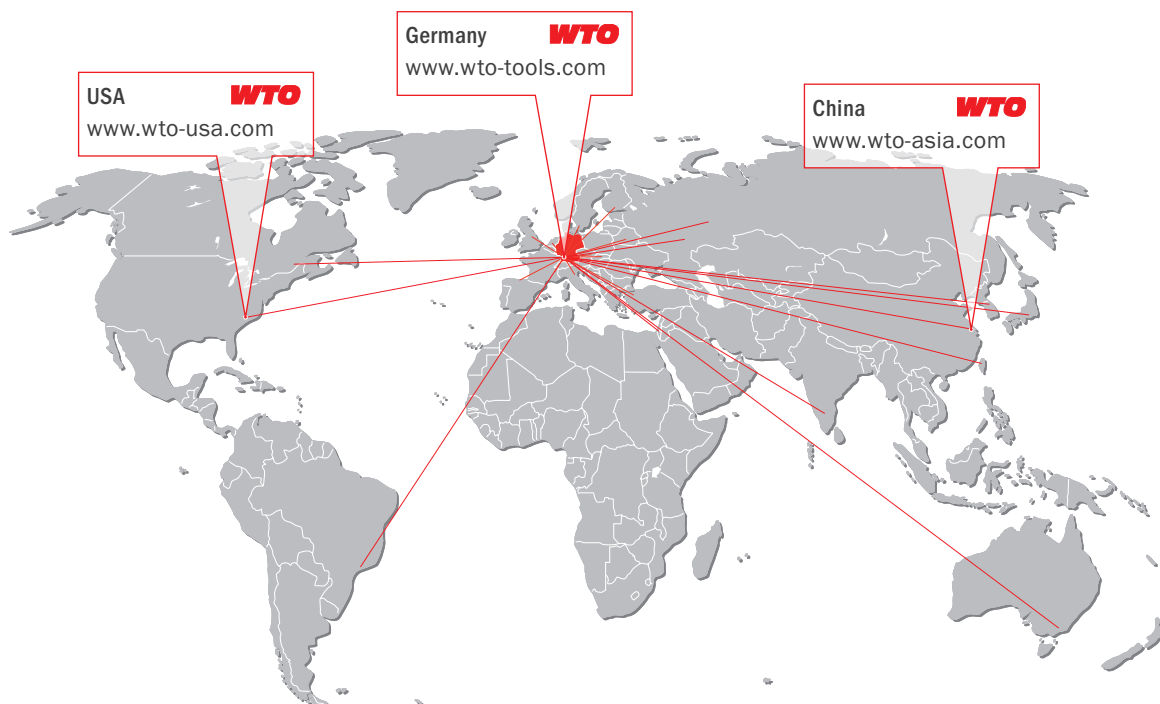 USA WTO
www.wto-usa.com
Germany WTO
www.wto-tools.com
China WTO
www.wto-asia.com